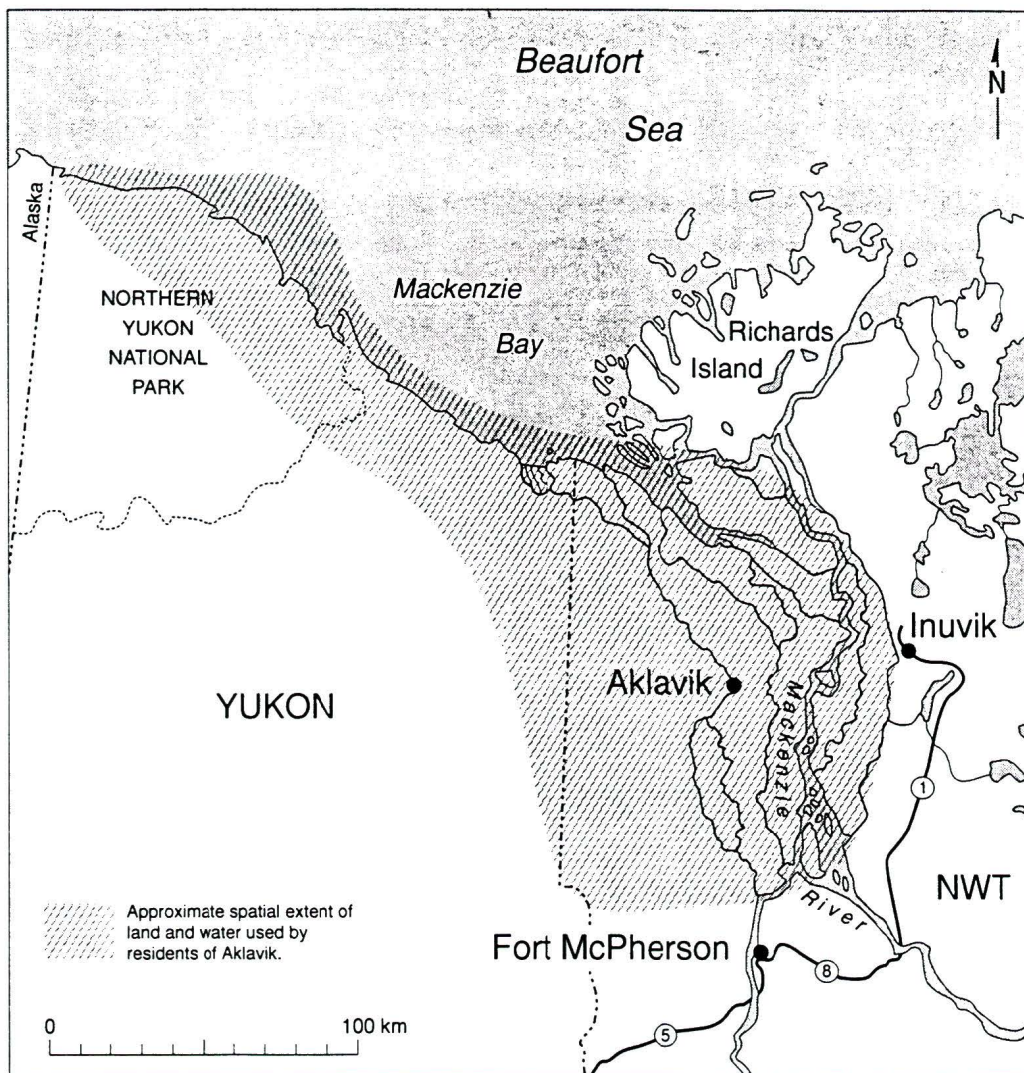 Beaufort
Sea
N
Alaska
Mackenzie
Bay
NORTHERN
YUKON
NATIONAL
PARK
Richards
Island
Inuvik
Aklavik
Mackenzie
YUKON
1
NWT
River
Approximate spatial extent of
land and water used by
residents of Aklavik.
Fort McPherson
8
5
0
100 km